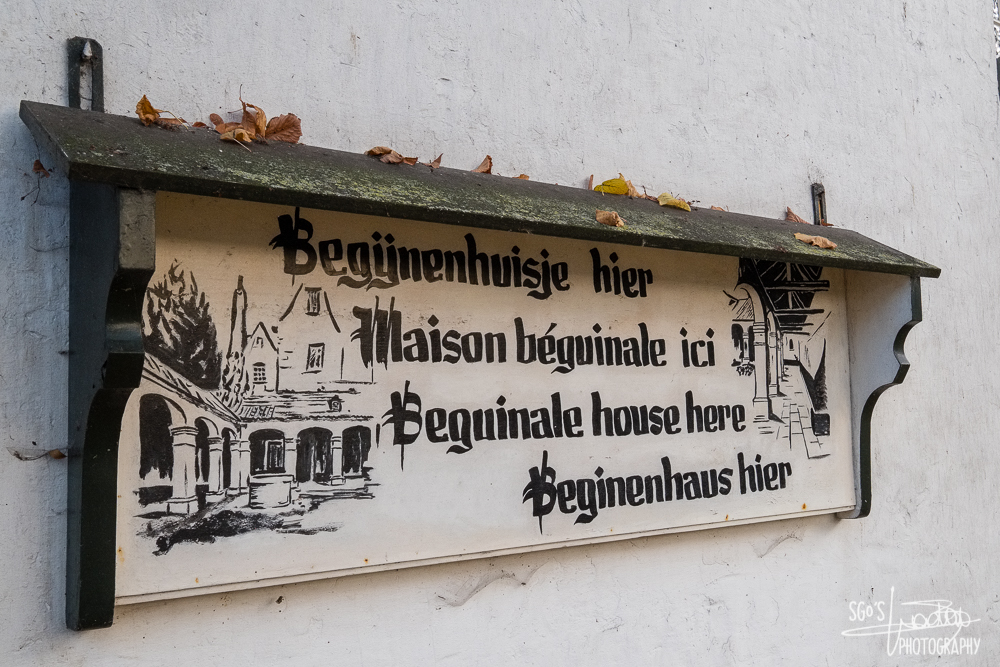 Begijnenhuisje hier
Maison béguinale ici
Beguinale house here
Beginenhaus hier
SGO'S
PHOTOGRAPHY